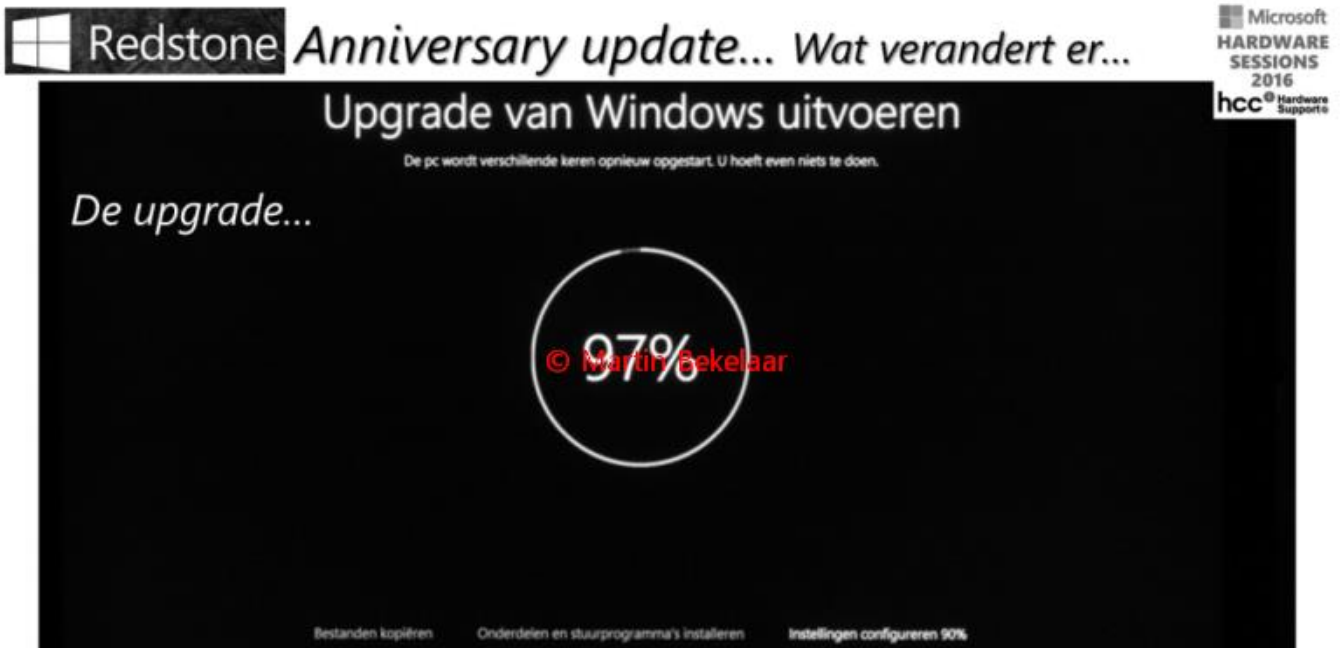 Redstone Anniversary update... Wat verandert er...
Microsoft
HARDWARE
SESSIONS
2016
hcc Hardware
Support
Upgrade van Windows uitvoeren
De pc wordt verschillende keren opnieuw opgestart. U hoeft even niets te doen.
De upgrade...
97%
© Martin Bekelaar
Bestanden kopiëren Onderdelen en stuurprogramma's installeren Instellingen configureren 90%